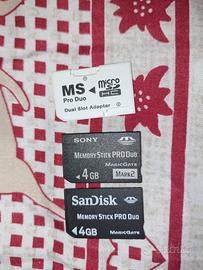 MS
Pro Duo
micro
SD
HC
Dual Slot Adapter
SONY
MEMORY STICK PRO DUO
MAGICGATE
4GB
MARK2
SanDisk
MEMORY STICK PRO DUO
4GB
MAGICGATE